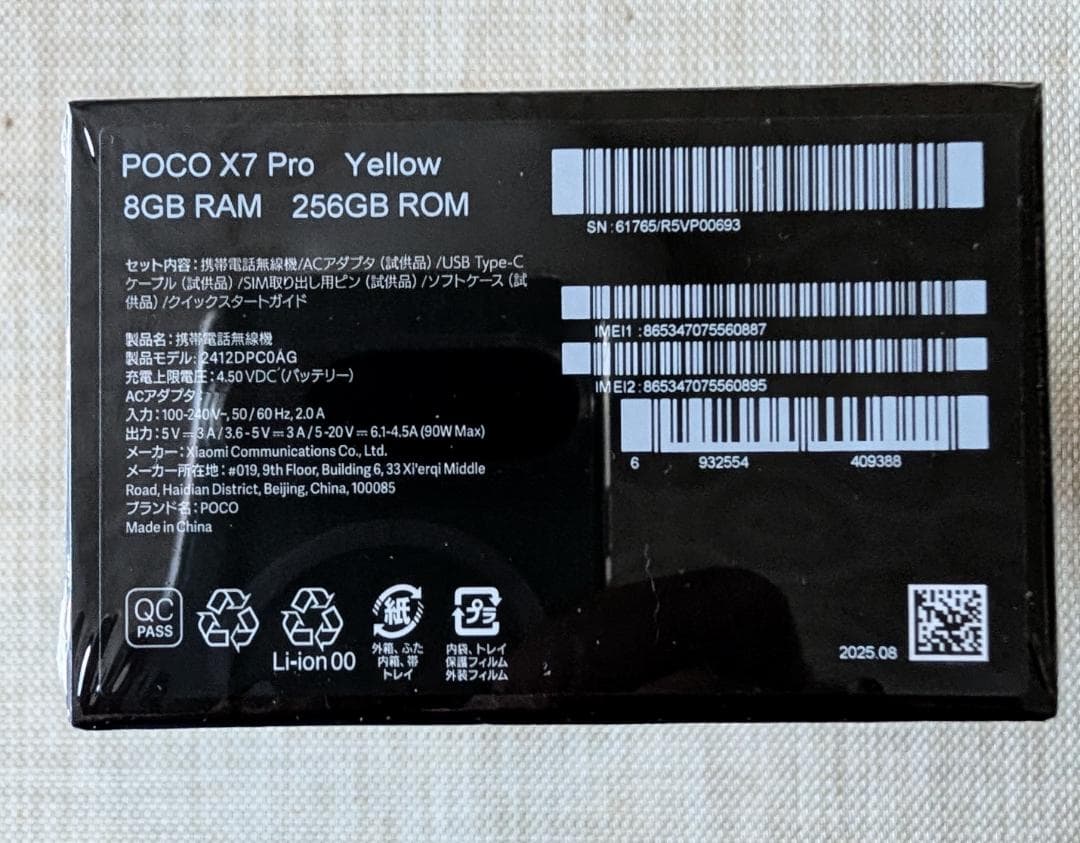 POCO X7 Pro Yellow
8GB RAM 256GB ROM
SN : 61765/R5VP00693
セット内容：携帯電話無線機/ACアダプタ（試供品）/USB Type-C
ケーブル（試供品）/SIM取り出し用ピン（試供品）/ソフトケース（試
供品）/クイックスタートガイド
IMEI1 : 865347075560887
製品名：携帯電話無線機
製品モデル：2412DPC0AG
充電上限電圧：4.50 VDC（バッテリー）
IMEI2 : 865347075560895
ACアダプタ：
入力：100-240 V~, 50 / 60 Hz, 2.0 A
出力：5 V⎓3 A / 3.6 - 5 V⎓3 A / 5 -20 V⎓6.1-4.5A (90W Max)
メーカー：Xiaomi Communications Co., Ltd.
メーカー所在地：#019, 9th Floor, Building 6, 33 Xi'erqi Middle
Road, Haidian District, Beijing, China, 100085
ブランド名：POCO
Made in China
6 932554 409388
QC
PASS
Li-ion 00
紙
外箱、ふた
内箱、帯
トレイ
プラ
内袋、トレイ
保護フィルム
外装フィルム
2025.08